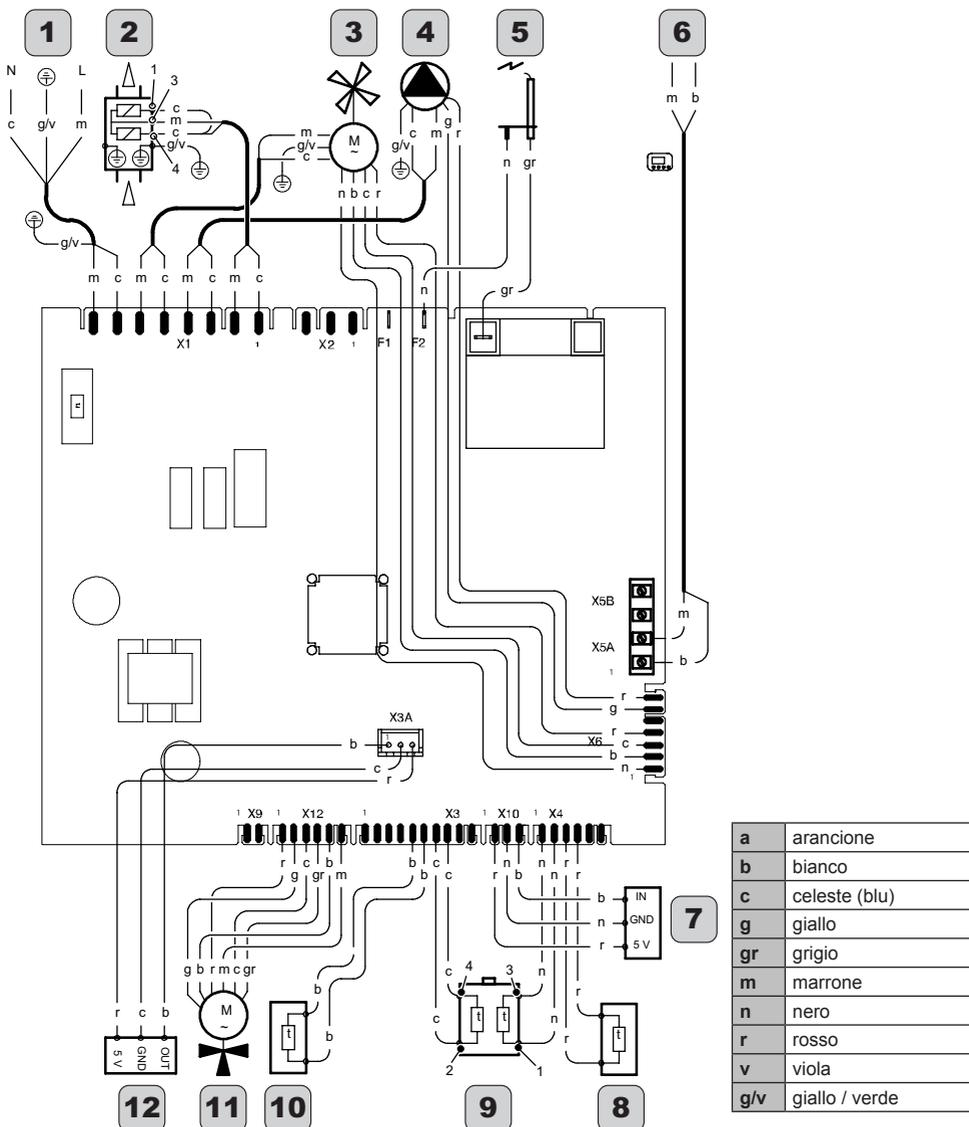 1 2 3 4 5 6
N L
c g/v m
g/v
m c m c m c m c
1
3
c
m
c
g/v
4
m
g/v
c
M
~
n b c r
g/v c m g r
n gr
n
gr
m b
X1 1
X2 1
F1
F2
u
X5B
X5A
1
m
b
r
g
r
X6 c
b
n
1
X3A
1
b
c
r
1 X9
1 X12
1 X3
1 X10
1 X4
r g c gr b m
b b c c
r n b
n n r r
b IN
n GND
r 5 V
7
g b r m c gr
M
~
b
t
b
c 4 3 n
t t
c n
2 1
r
t
r
r c b
5 V GND OUT
12 11 10 9 8
a arancione
b bianco
c celeste (blu)
g giallo
gr grigio
m marrone
n nero
r rosso
v viola
g/v giallo / verde